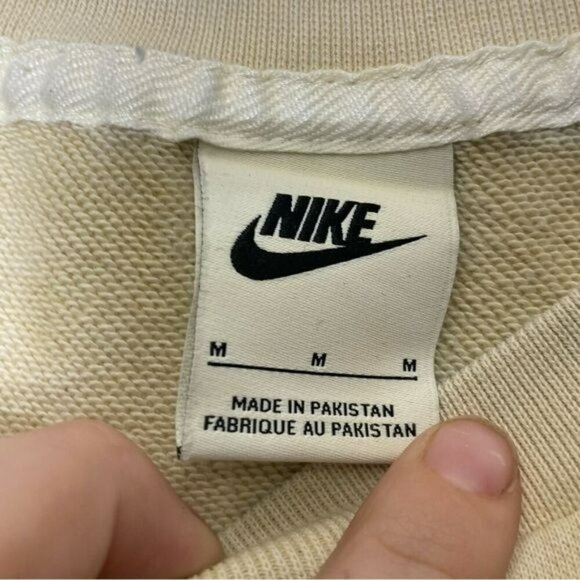 NIKE
M M M
MADE IN PAKISTAN
FABRIQUE AU PAKISTAN